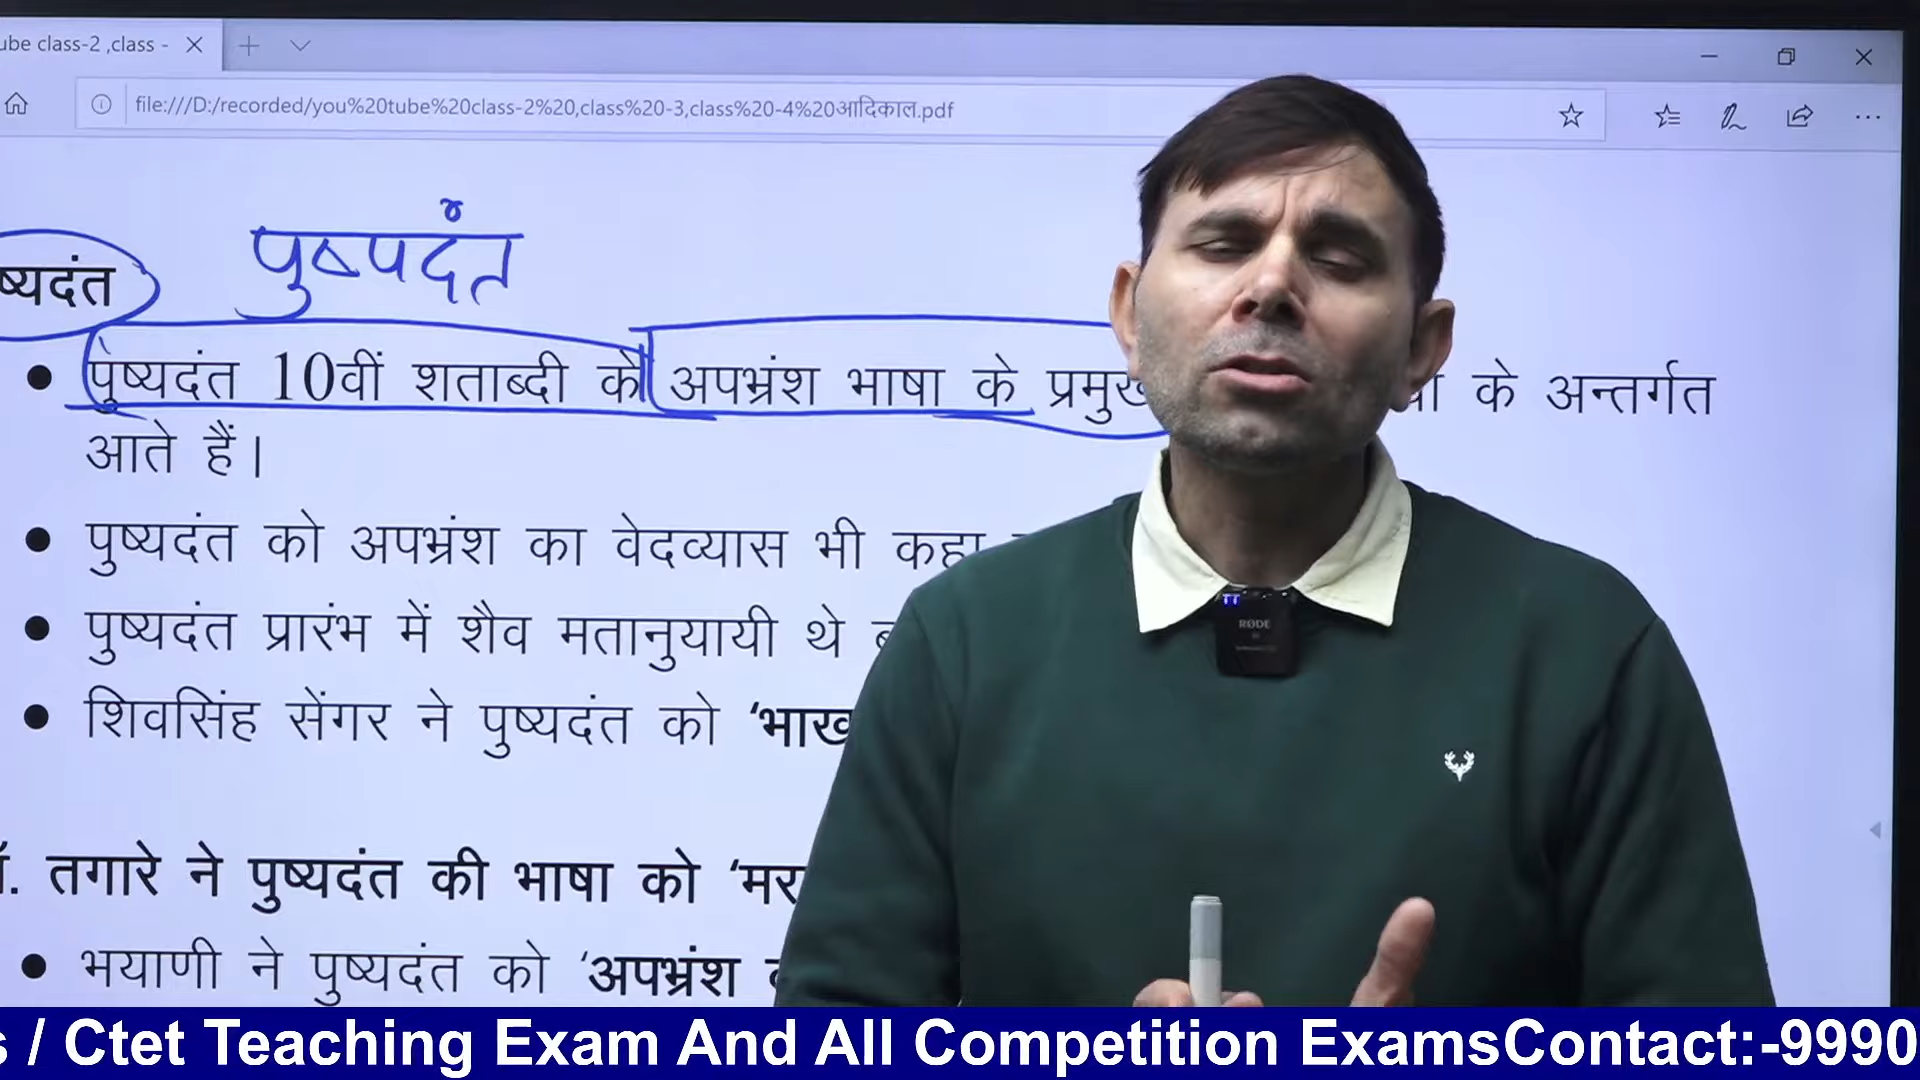 ube class-2 ,class -
file:///D:/recorded/you%20tube%20class-2%20,class%20-3,class%20-4%20आदिकाल.pdf
पुष्पदंत
ष्यदंत
पुष्यदंत 10वीं शताब्दी के अपभ्रंश भाषा के के अन्तर्गत
आते हैं।
पुष्यदंत को अपभ्रंश का वेदव्यास भी कहा
पुष्यदंत प्रारंभ में शैव मतानुयायी थे
शिवसिंह सेंगर ने पुष्यदंत को ‘भाख
RØDE
. तगारे ने पुष्यदंत की भाषा को ‘मर
भयाणी ने पुष्यदंत को ‘अपभ्रंश
s / Ctet Teaching Exam And All Competition ExamsContact:-9990